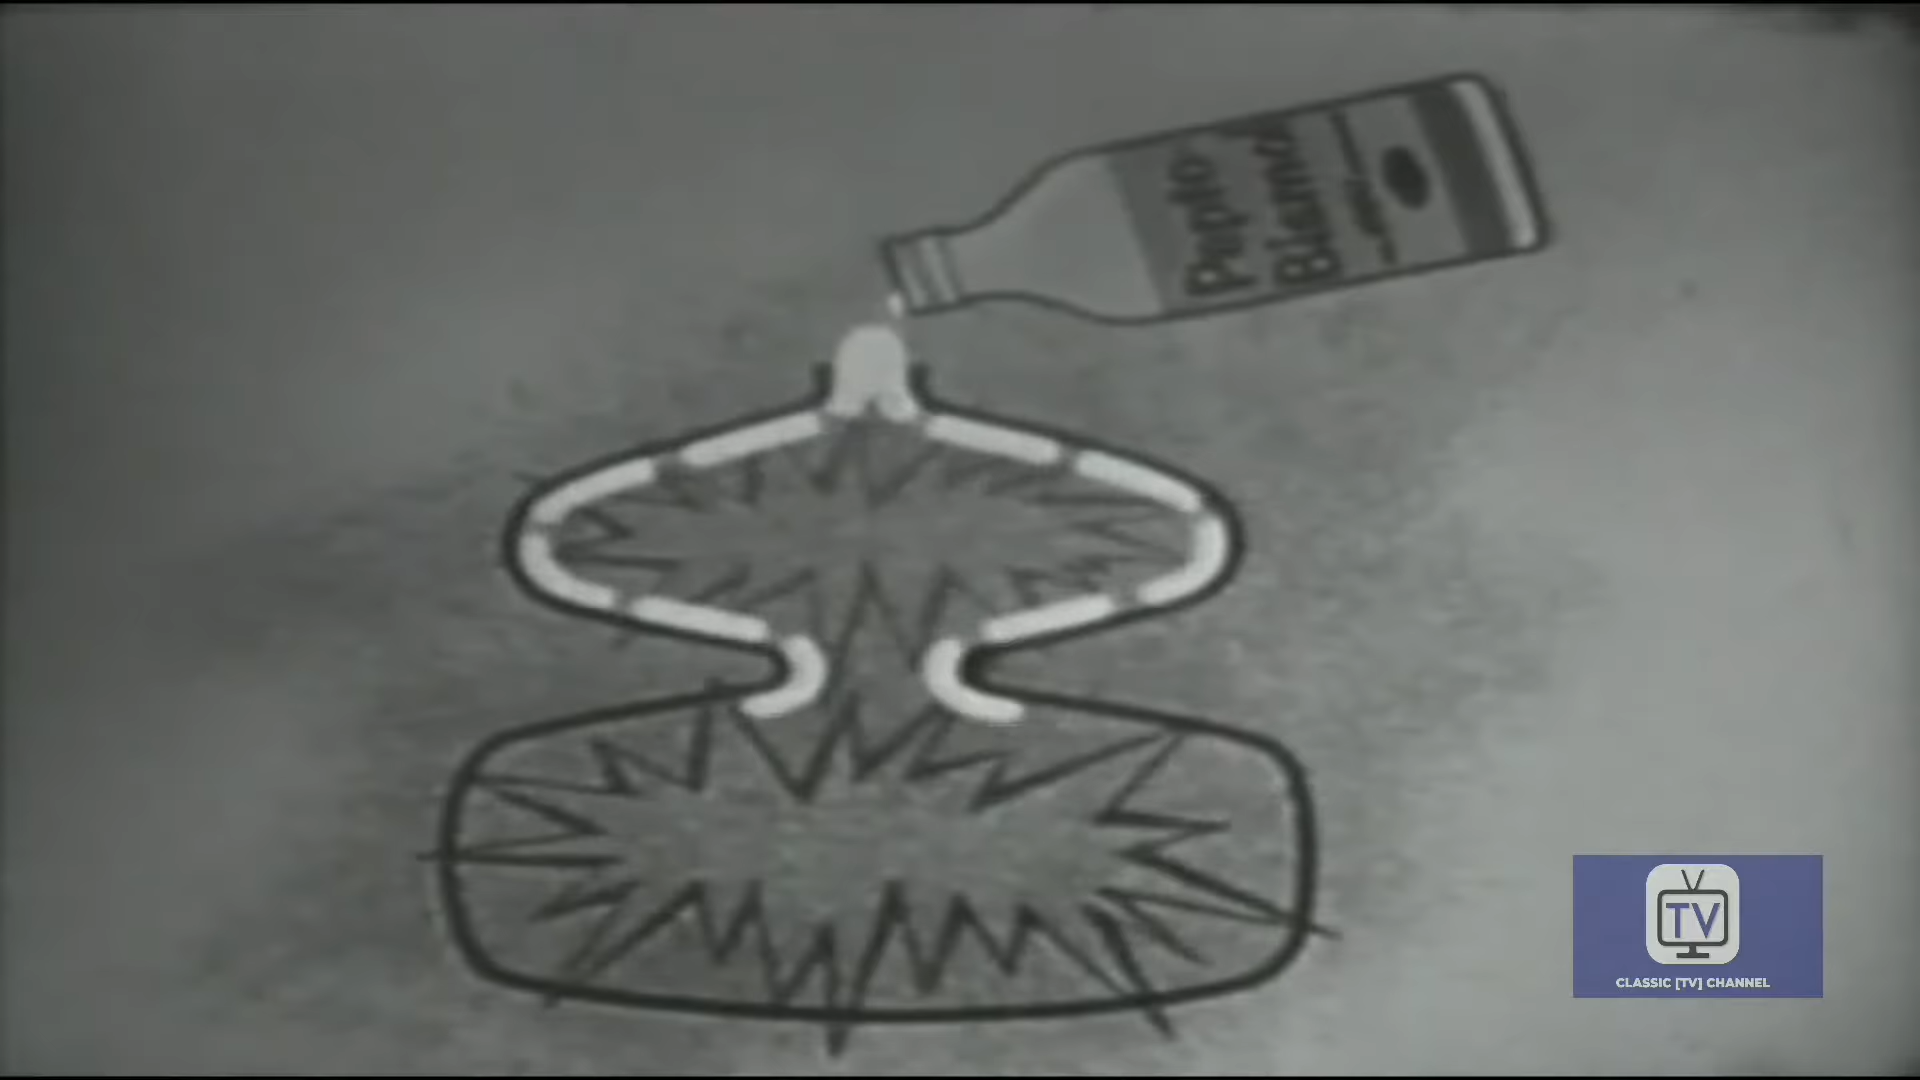 Pepto-
Bismol
TV
CLASSIC [TV] CHANNEL